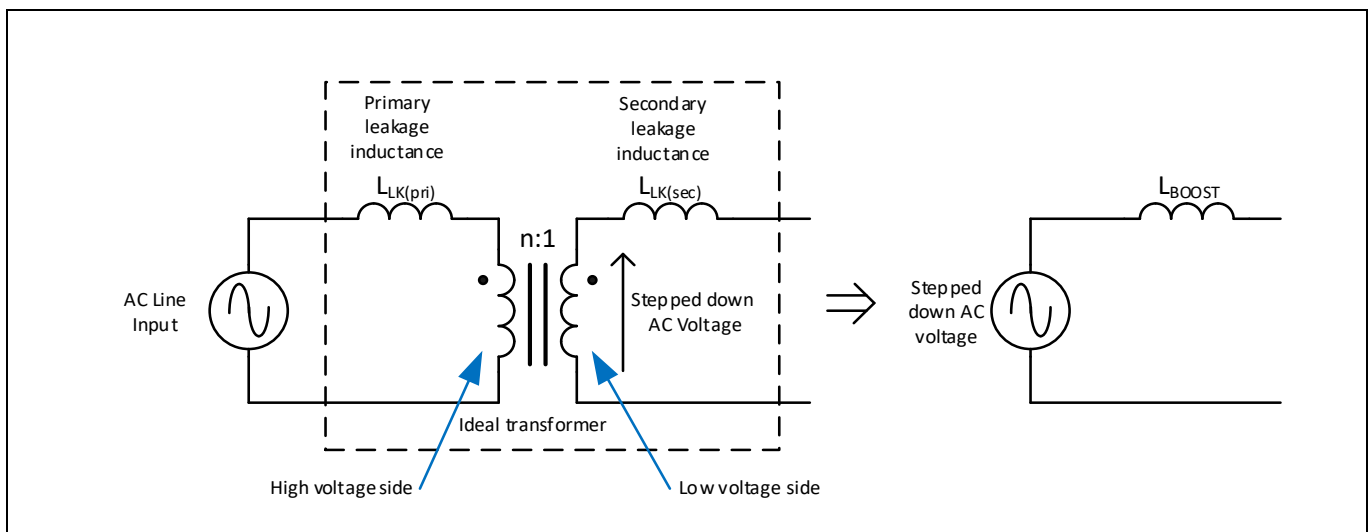 Primary
leakage
inductance
L_LK(pri)
Secondary
leakage
inductance
L_LK(sec)
n:1
AC Line
Input
Stepped down
AC Voltage
Ideal transformer
High voltage side
Low voltage side
Stepped
down AC
voltage
L_BOOST